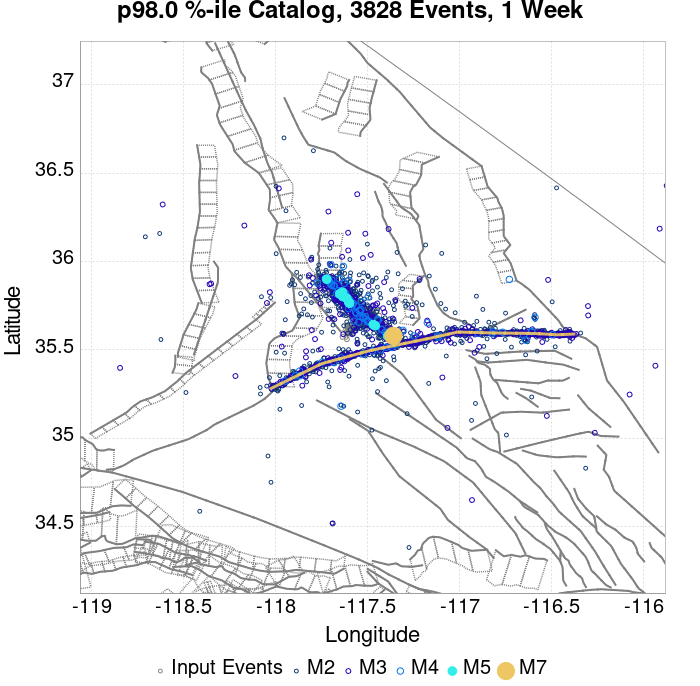 p98.0 %-ile Catalog, 3828 Events, 1 Week
37
36.5
36
35.5
35
34.5
Latitude
-119 -118.5 -118 -117.5 -117 -116.5 -116
Longitude
Input Events M2 M3 M4 M5 M7